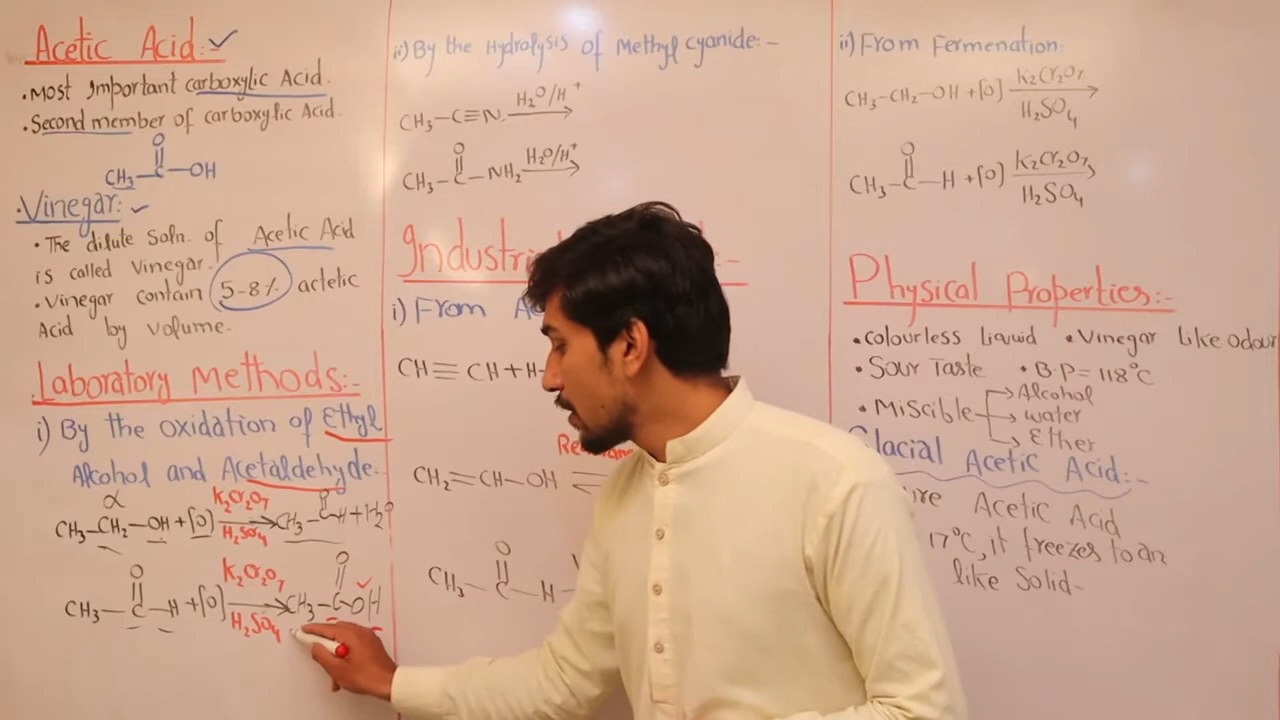 Acetic Acid:-
• Most Important carboxylic Acid.
• Second member of carboxylic Acid.
O
CH3-C-OH
• Vinegar:-
• The dilute Soln. of Acetic Acid
is called Vinegar.
• Vinegar contain 5-8% actetic
Acid by volume.
Laboratory Methods:-
i) By the oxidation of Ethyl
Alcohol and Acetaldehyde:-
α K2Cr2O7 O
CH3-CH2-OH+[O] → CH3-C-H+H2O
H2SO4
O K2Cr2O7 O
CH3-C-H+[O] → CH3-C-OH
H2SO4
ii) By the Hydrolysis of Methyl cyanide:-
H2O/H+
CH3-C≡N →
O H2O/H+
CH3-C-NH2 →
Industri
i) From A
CH≡CH+H-
Re
CH2=CH-OH ⇌
O
CH3-C-H-
ii) From Fermenation:
K2Cr2O7
CH3-CH2-OH+[O] →
H2SO4
O K2Cr2O7
CH3-C-H+[O] →
H2SO4
Physical Properties:-
• Colourless liquid • Vinegar like odour
• Sour Taste • B.P=118°C
• Miscible → Alcohol
→ water
→ Ether
Glacial Acetic Acid:-
ure Acetic Acid
17°C, it freezes to an
like Solid-